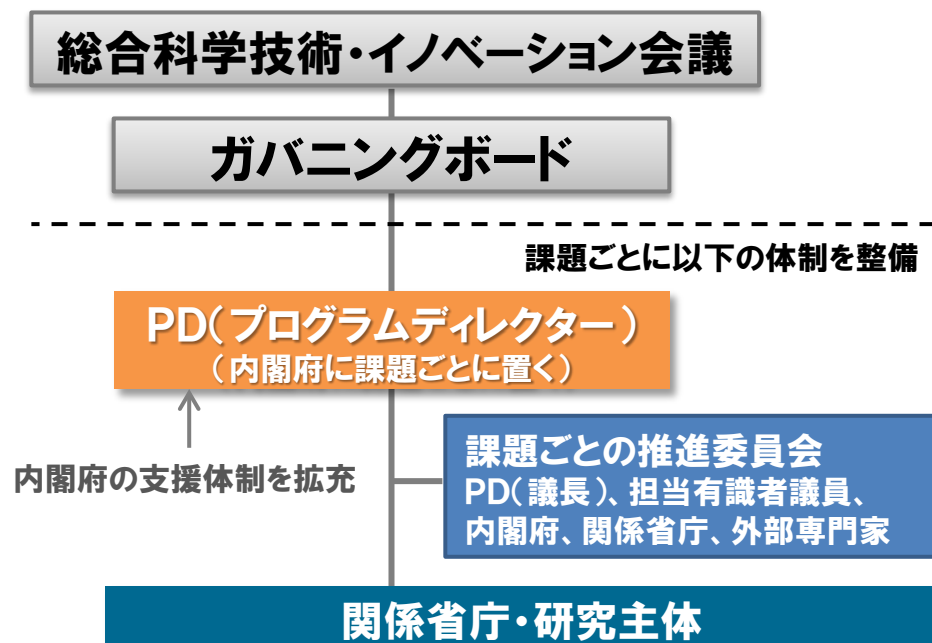 総合科学技術・イノベーション会議
ガバニングボード
課題ごとに以下の体制を整備
PD（プログラムディレクター）
（内閣府に課題ごとに置く）
内閣府の支援体制を拡充
課題ごとの推進委員会
PD（議長）、担当有識者議員、
内閣府、関係省庁、外部専門家
関係省庁・研究主体